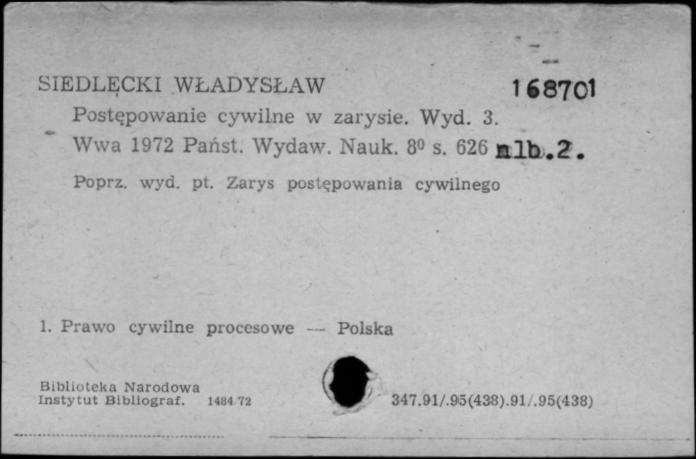 SIEDLECKI WŁADYSŁAW 168701
Postępowanie cywilne w zarysie. Wyd. 3.
Wwa 1972 Państ. Wydaw. Nauk. 8⁰ s. 626 nlb.2.
Poprz. wyd. pt. Zarys postępowania cywilnego
1. Prawo cywilne procesowe — Polska
Biblioteka Narodowa
Instytut Bibliograf. 1484/72 347.91/.95(438).91/.95(438)